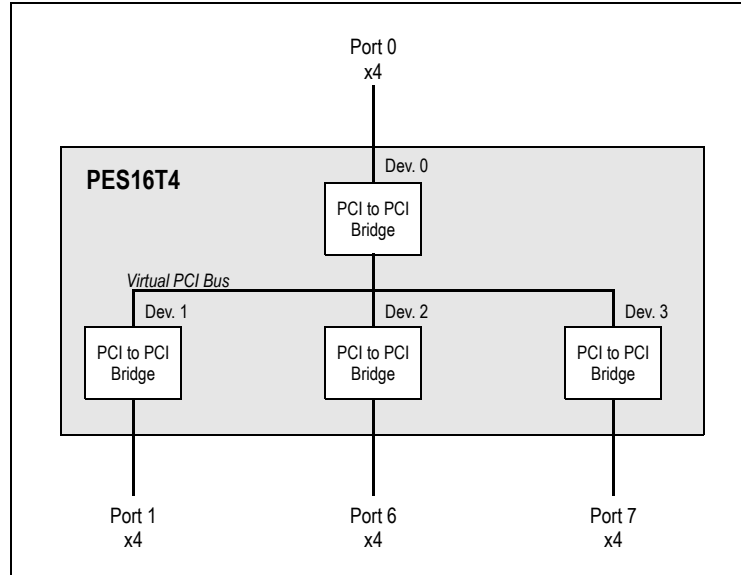 Port 0
x4
Dev. 0
PES16T4
PCI to PCI
Bridge
Virtual PCI Bus
Dev. 1
Dev. 2
Dev. 3
PCI to PCI
Bridge
PCI to PCI
Bridge
PCI to PCI
Bridge
Port 1
x4
Port 6
x4
Port 7
x4